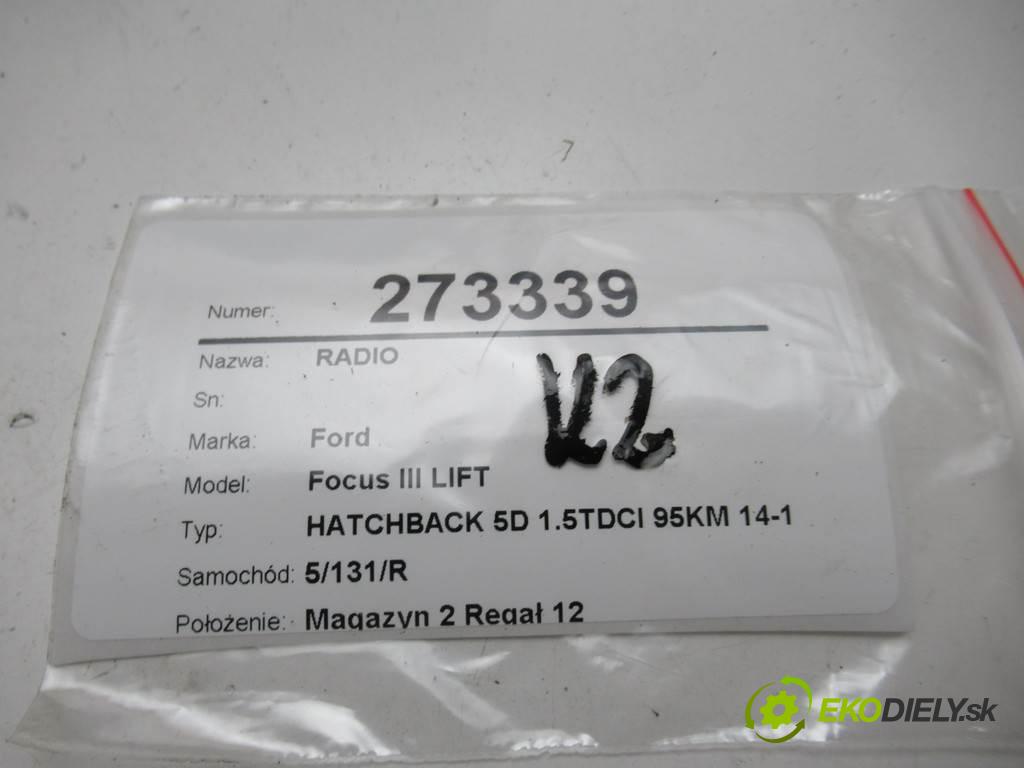 Numer: 273339
Nazwa: RADIO
Sn:
Marka: Ford
Model: Focus III LIFT
Typ: HATCHBACK 5D 1.5TDCI 95KM 14-1
Samochód: 5/131/R
Położenie: Magazyn 2 Regał 12
K2
EKODIELY.sk